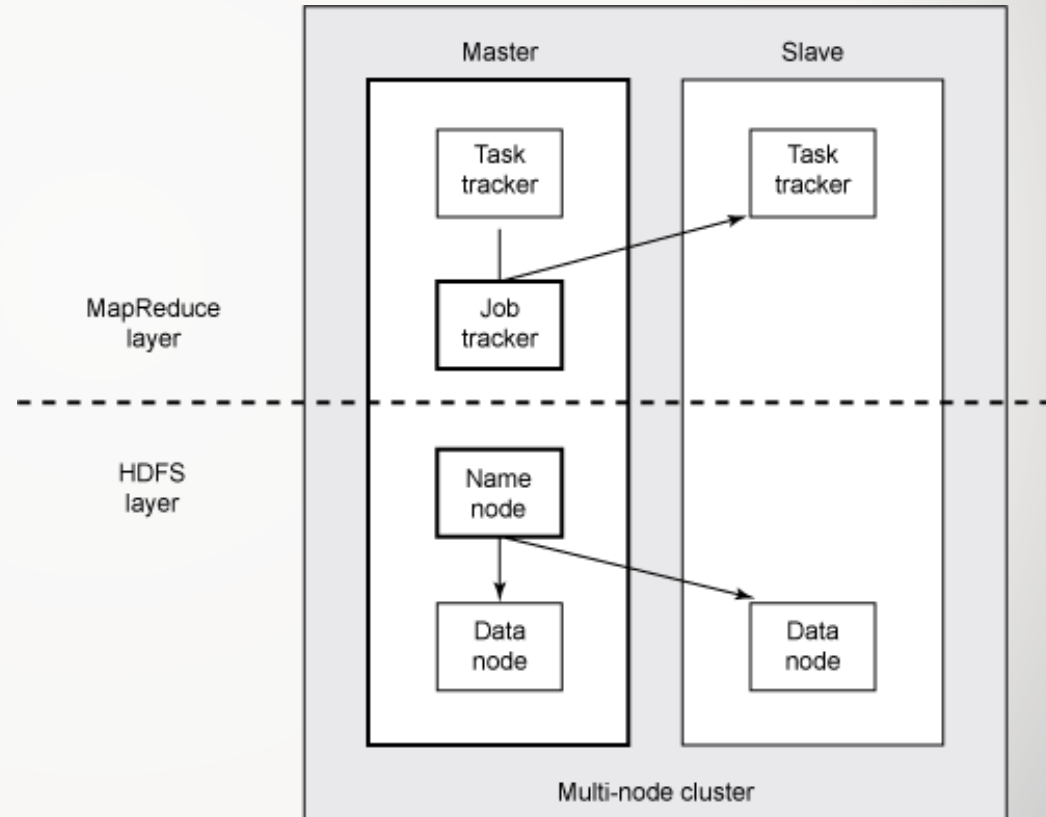 Master
Slave
Task
tracker
Task
tracker
MapReduce
layer
Job
tracker
HDFS
layer
Name
node
Data
node
Data
node
Multi-node cluster